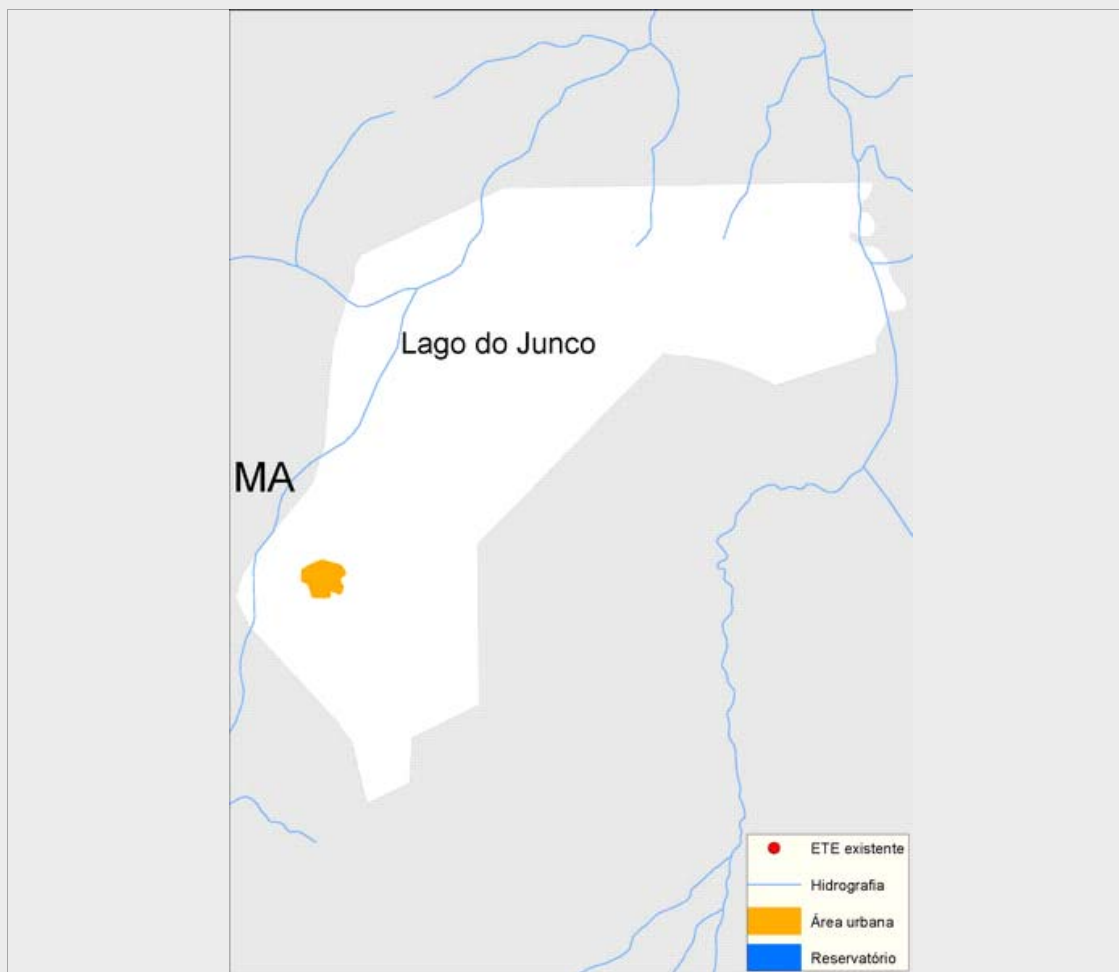 Lago do Junco
MA
ETE existente
Hidrografia
Área urbana
Reservatório